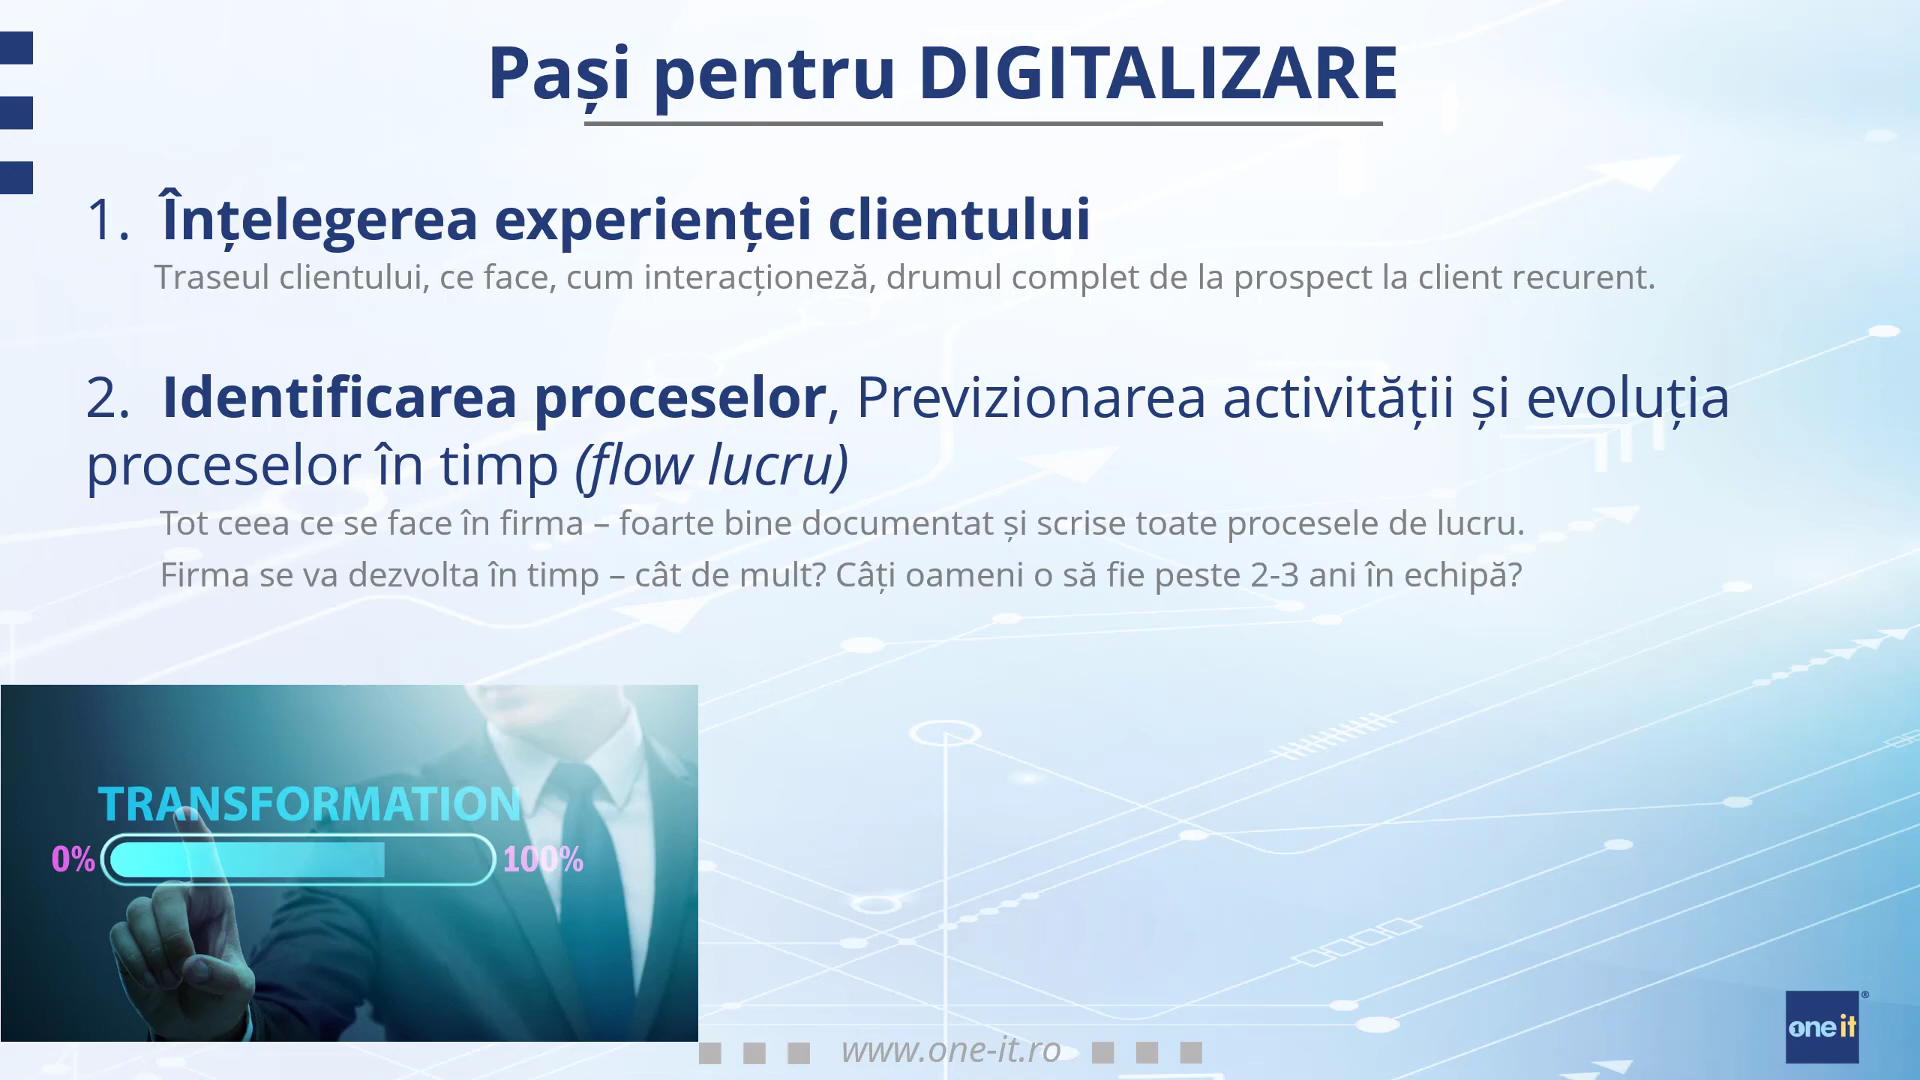 Pași pentru DIGITALIZARE
1. Înțelegerea experienței clientului
Traseul clientului, ce face, cum interacționeză, drumul complet de la prospect la client recurent.
2. Identificarea proceselor, Previzionarea activității și evoluția
proceselor în timp (flow lucru)
Tot ceea ce se face în firma – foarte bine documentat și scrise toate procesele de lucru.
Firma se va dezvolta în timp – cât de mult? Câți oameni o să fie peste 2-3 ani în echipă?
TRANSFORMATION
0% 100%
www.one-it.ro
one it ®